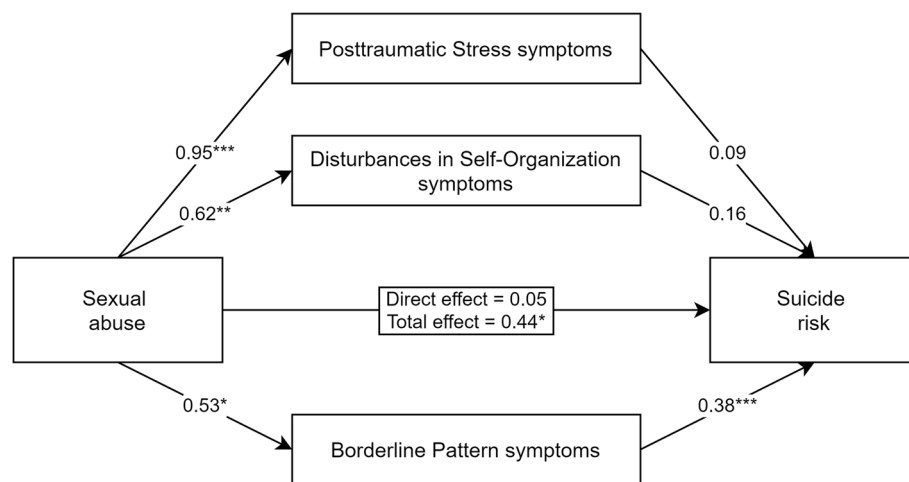 Posttraumatic Stress symptoms
0.95***
0.09
Disturbances in Self-Organization
symptoms
0.62**
0.16
Sexual
abuse
Direct effect = 0.05
Total effect = 0.44*
Suicide
risk
0.53*
0.38***
Borderline Pattern symptoms